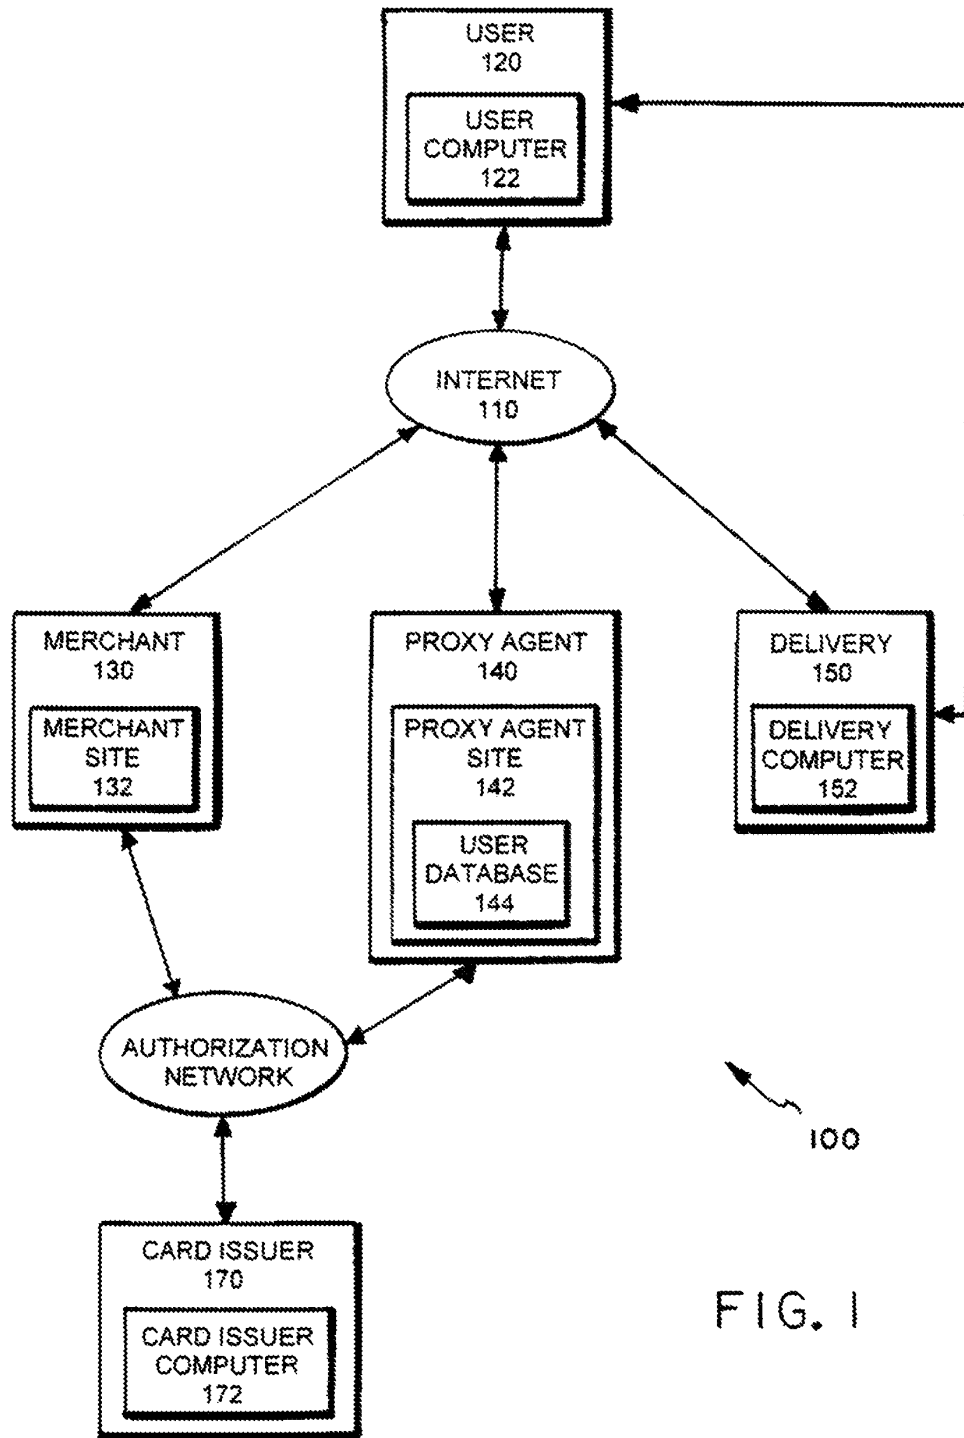 USER
120
USER
COMPUTER
122
INTERNET
110
MERCHANT
130
MERCHANT
SITE
132
PROXY AGENT
140
PROXY AGENT
SITE
142
USER
DATABASE
144
DELIVERY
150
DELIVERY
COMPUTER
152
AUTHORIZATION
NETWORK
100
CARD ISSUER
170
CARD ISSUER
COMPUTER
172
FIG. 1